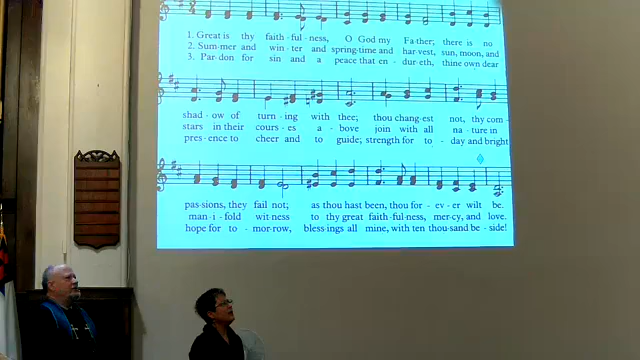 1. Great is thy faith - ful - ness, O God my Fa - ther; there is no
2. Sum - mer and win - ter and spring - time and har - vest, sun, moon, and
3. Par - don for sin and a peace that en - dur - eth, thine own dear
shad - ow of turn - ing with thee; thou chang - est not, thy com -
stars in their cours - es a - bove join with all na - ture in
pres - ence to cheer and to guide; strength for to - day and bright
pas - sions, they fail not; as thou hast been, thou for - ev - er wilt be.
man - i - fold wit - ness to thy great faith - ful - ness, mer - cy, and love.
hope for to - mor - row, bless - ings all mine, with ten thou - sand be - side!